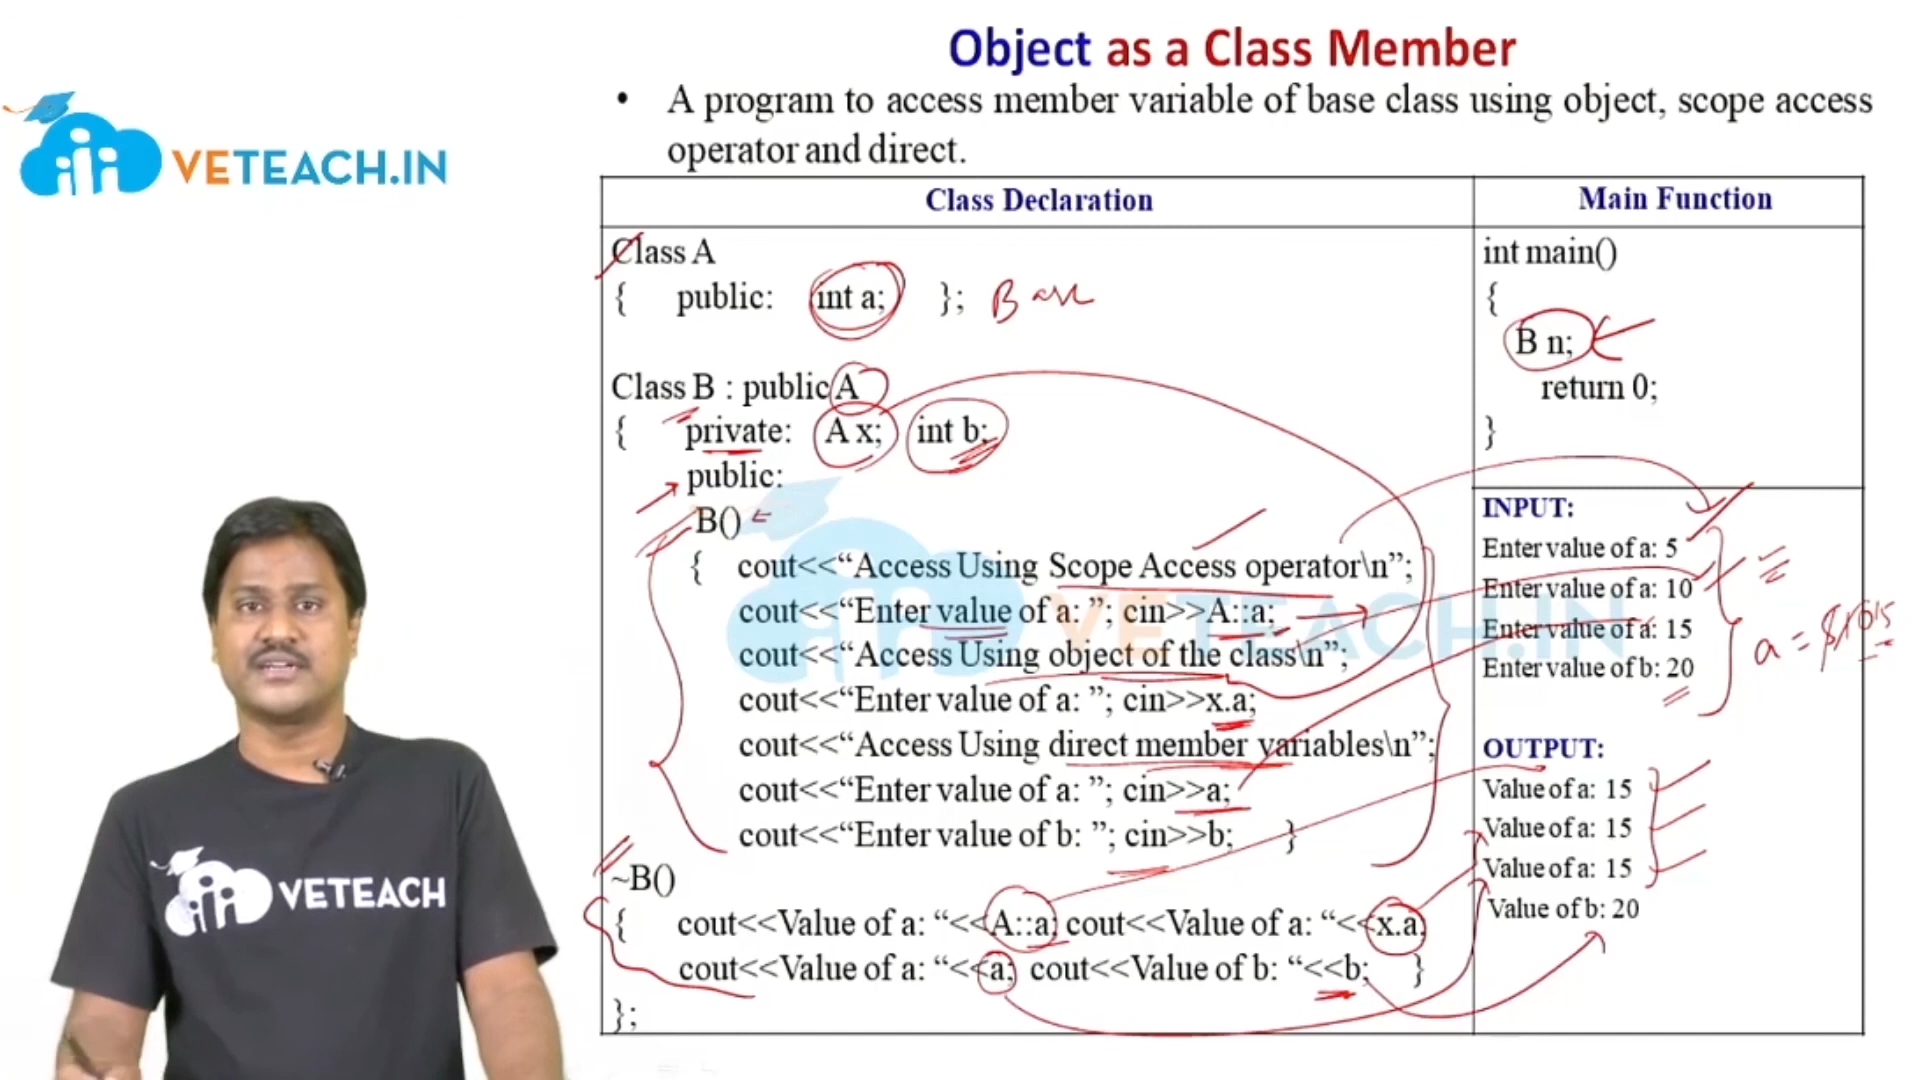 Object as a Class Member
• A program to access member variable of base class using object, scope access
operator and direct.
VETEACH.IN
Class Declaration
Class A
{ public: int a; }; Base
Class B : public A
{ private: A x; int b;
public:
B()
{ cout<<“Access Using Scope Access operator\n”;
cout<<“Enter value of a: ”; cin>>A::a;
cout<<“Access Using object of the class\n”;
cout<<“Enter value of a: ”; cin>>x.a;
cout<<“Access Using direct member variables\n”;
cout<<“Enter value of a: ”; cin>>a;
cout<<“Enter value of b: ”; cin>>b; }
~B()
{ cout<<Value of a: “<<A::a; cout<<Value of a: “<<x.a;
cout<<Value of a: “<<a; cout<<Value of b: “<<b; }
};
Main Function
int main()
{
B n;
return 0;
}
INPUT:
Enter value of a: 5
Enter value of a: 10
Enter value of a: 15
Enter value of b: 20
a =
OUTPUT:
Value of a: 15
Value of a: 15
Value of a: 15
Value of b: 20
VETEACH.IN
VETEACH